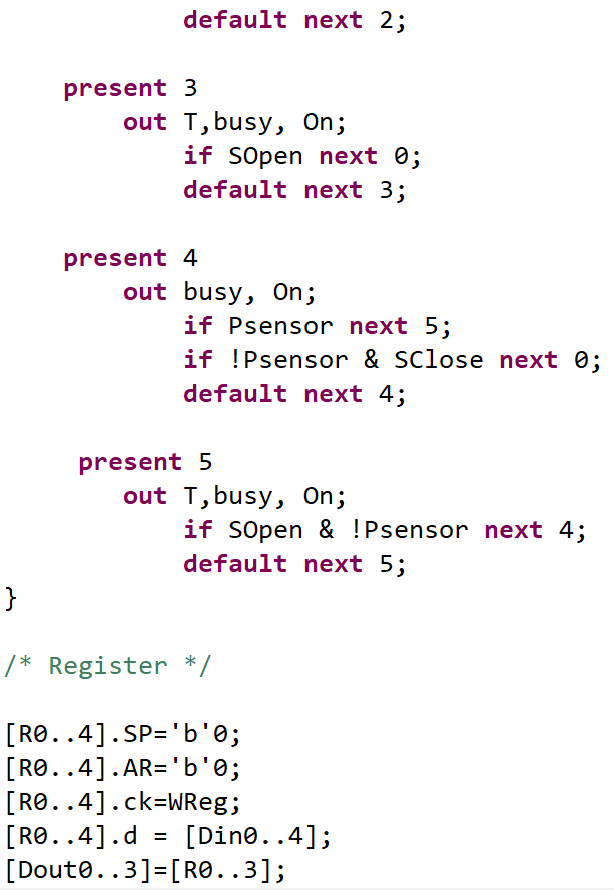 default next 2;
present 3
out T,busy, On;
if SOpen next 0;
default next 3;
present 4
out busy, On;
if Psensor next 5;
if !Psensor & SClose next 0;
default next 4;
present 5
out T,busy, On;
if SOpen & !Psensor next 4;
default next 5;
}
/* Register */
[R0..4].SP='b'0;
[R0..4].AR='b'0;
[R0..4].ck=WReg;
[R0..4].d = [Din0..4];
[Dout0..3]=[R0..3];